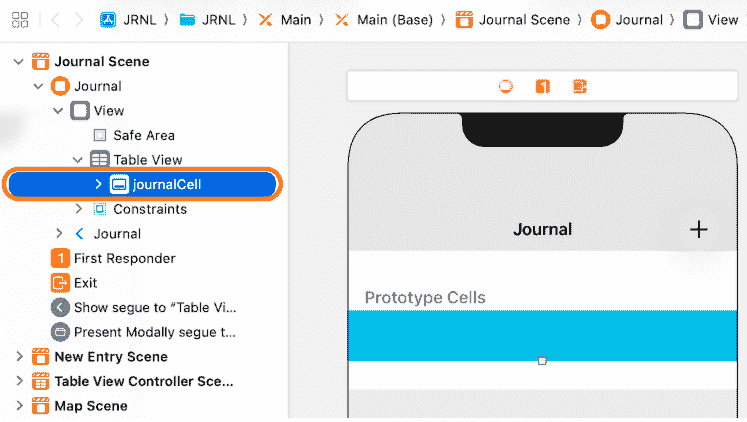 JRNL JRNL Main Main (Base) Journal Scene Journal View
Journal Scene
Journal
View
Safe Area
Table View
journalCell
Constraints
Journal
First Responder
Exit
Show segue to “Table Vi...
Present Modally segue t...
New Entry Scene
Table View Controller Sce...
Map Scene
1
Journal +
Prototype Cells